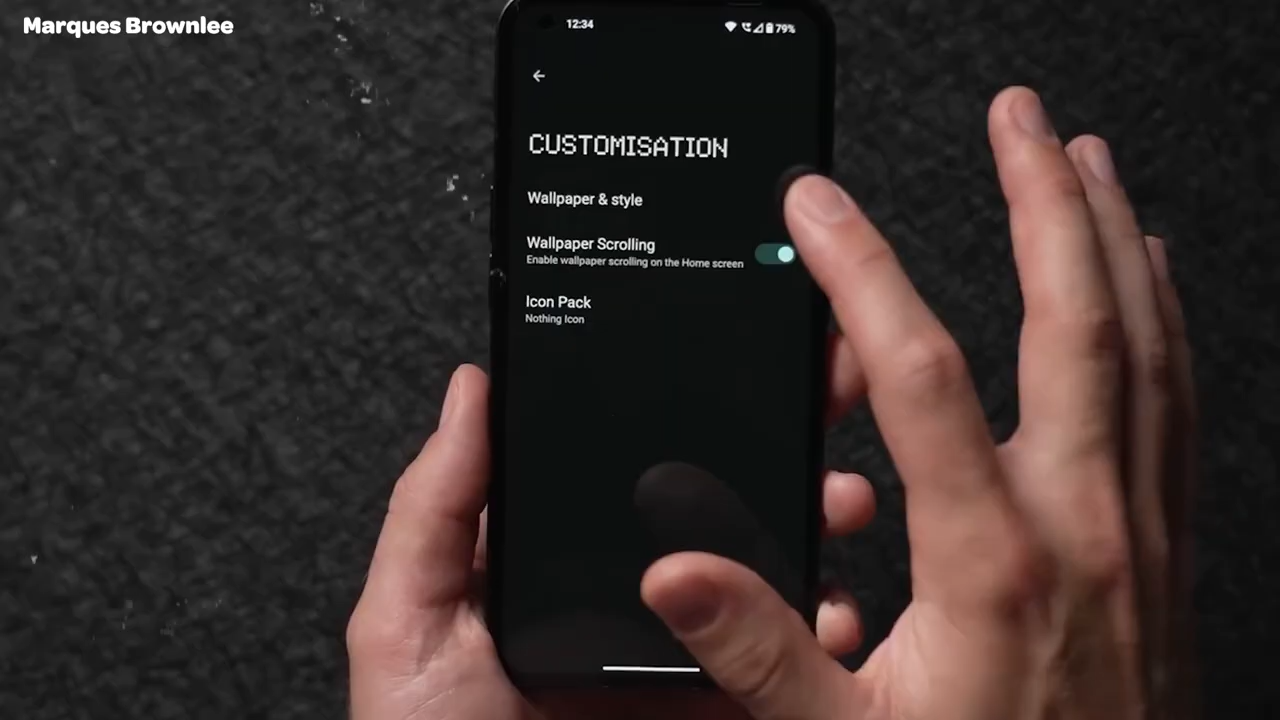 Marques Brownlee
12:34
79%
CUSTOMISATION
Wallpaper & style
Wallpaper Scrolling
Enable wallpaper scrolling on the Home screen
Icon Pack
Nothing Icon